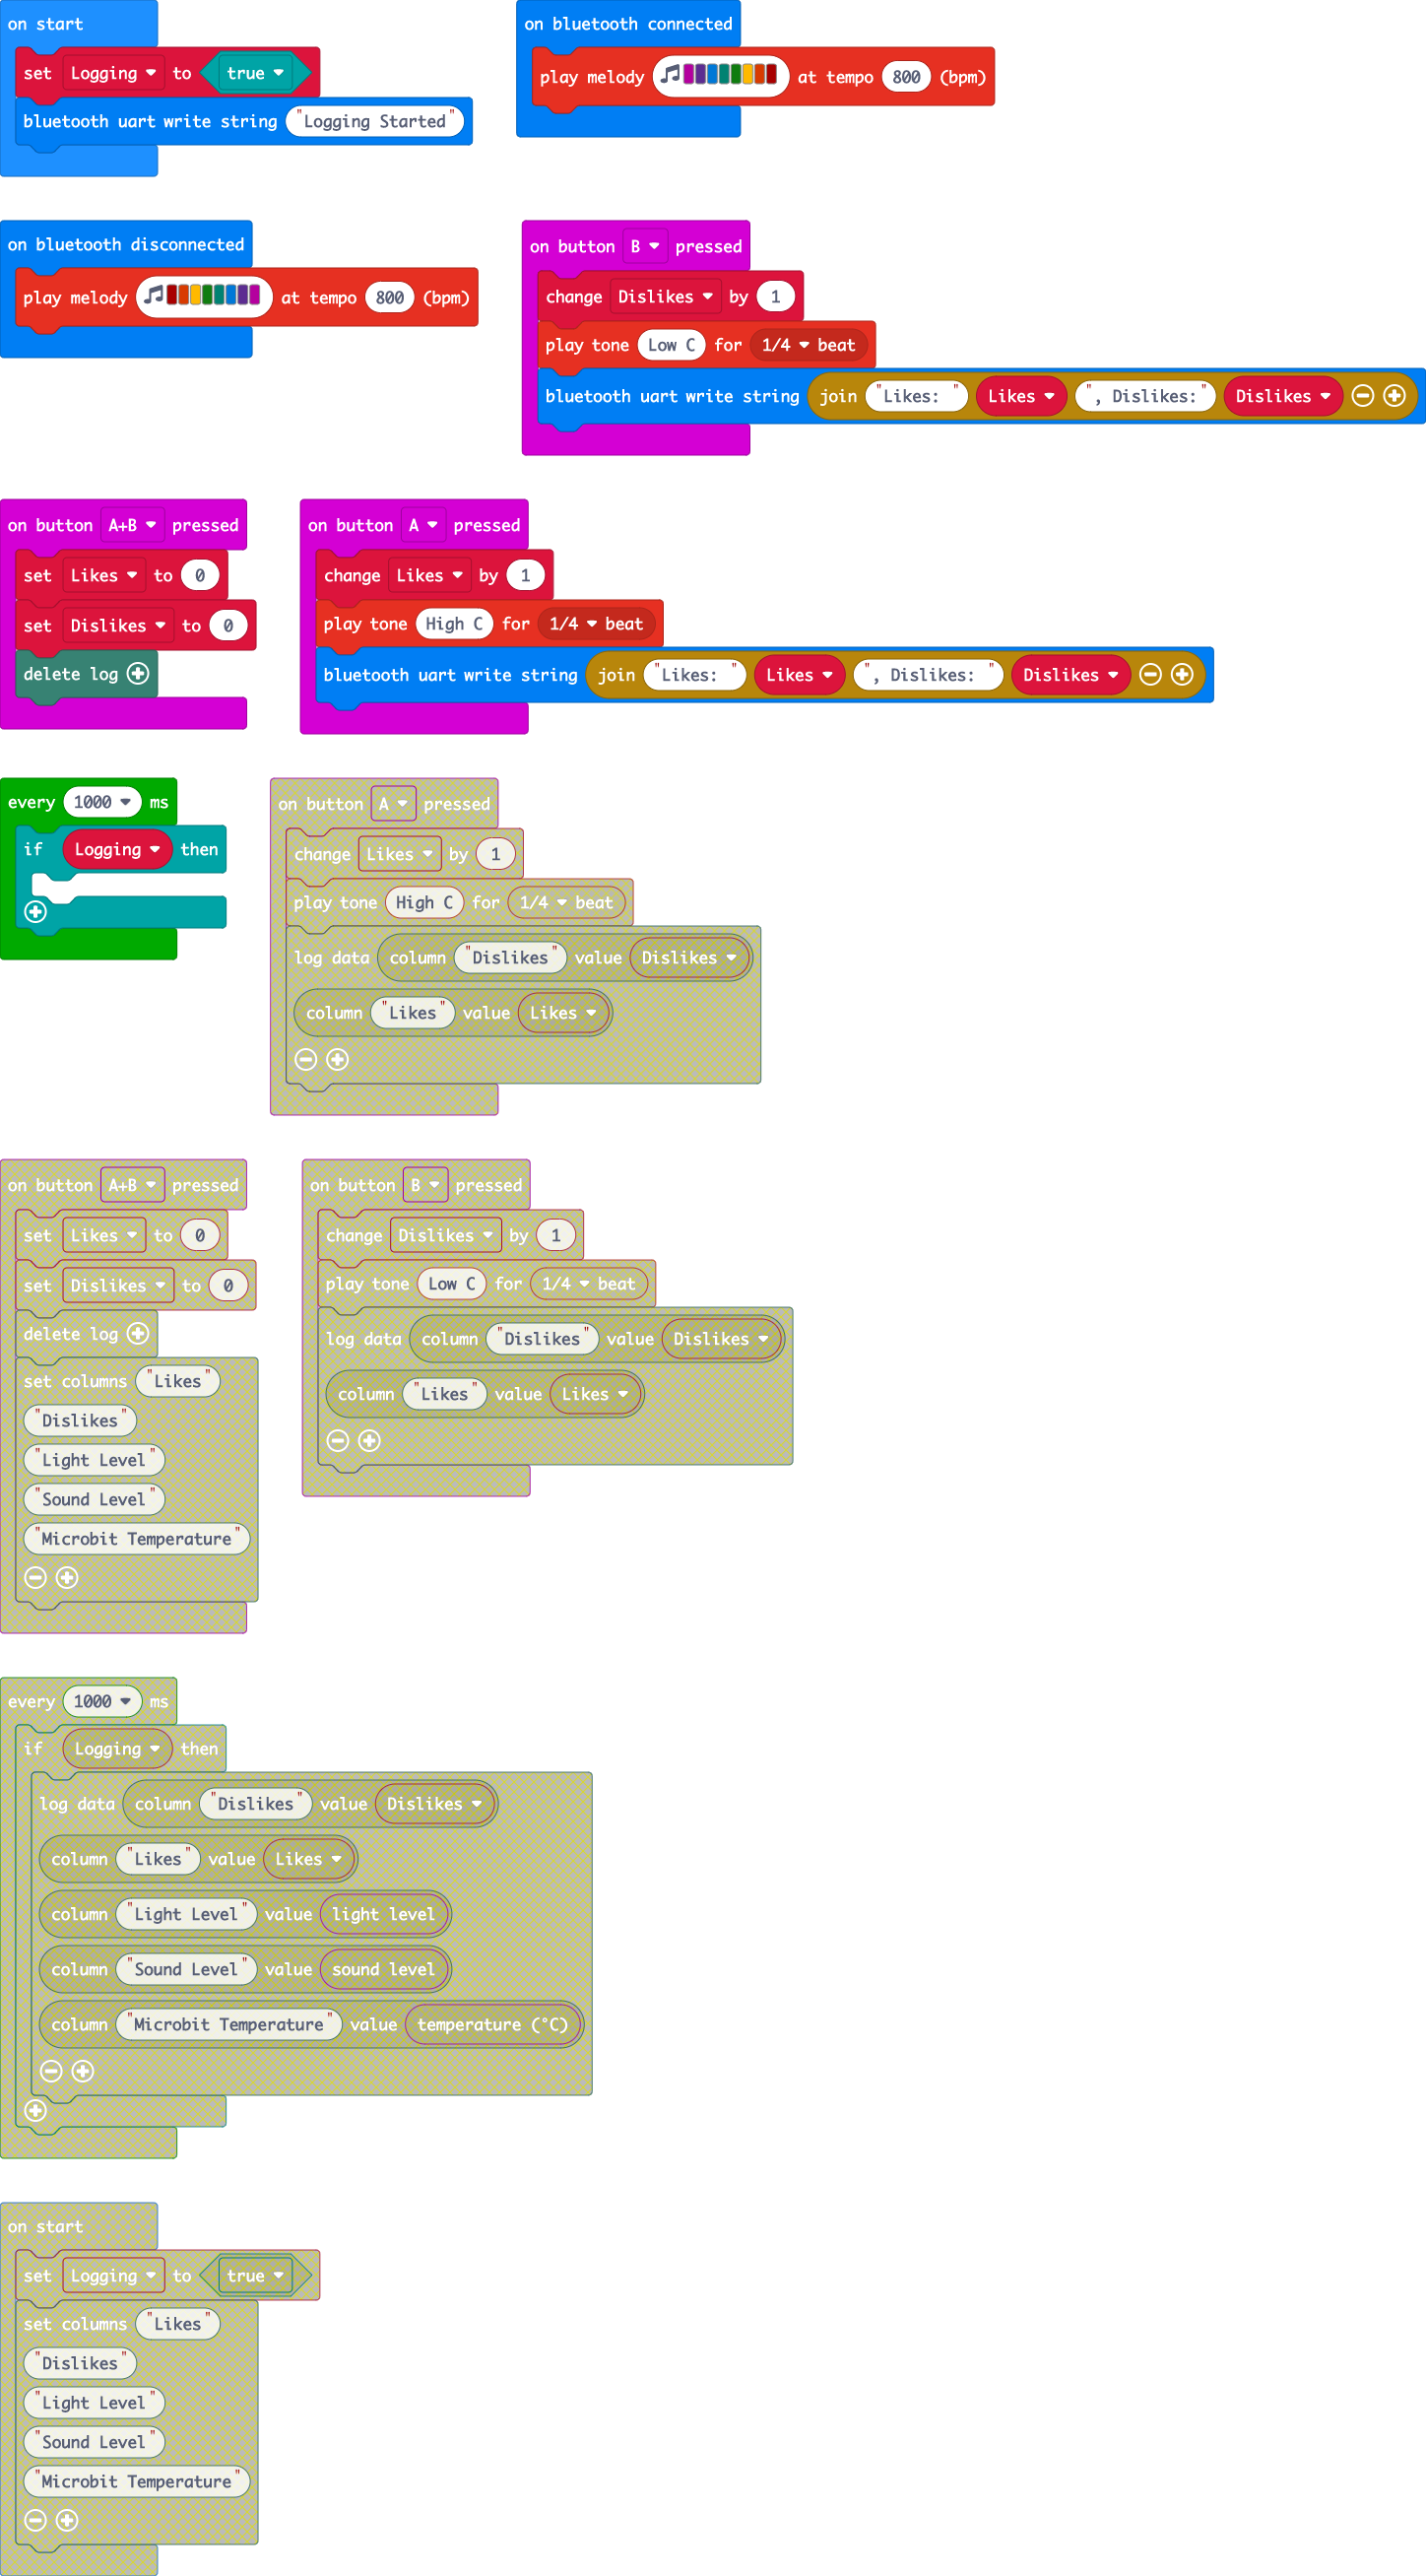 on start
set Logging to true
bluetooth uart write string "Logging Started"
on bluetooth connected
play melody at tempo 800 (bpm)
on bluetooth disconnected
play melody at tempo 800 (bpm)
on button B pressed
change Dislikes by 1
play tone Low C for 1/4 beat
bluetooth uart write string join "Likes: " Likes ", Dislikes:" Dislikes
on button A+B pressed
set Likes to 0
set Dislikes to 0
delete log
on button A pressed
change Likes by 1
play tone High C for 1/4 beat
bluetooth uart write string join "Likes: " Likes ", Dislikes: " Dislikes
every 1000 ms
if Logging then
on button A pressed
change Likes by 1
play tone High C for 1/4 beat
log data column "Dislikes" value Dislikes
column "Likes" value Likes
on button A+B pressed
set Likes to 0
set Dislikes to 0
delete log
set columns "Likes"
"Dislikes"
"Light Level"
"Sound Level"
"Microbit Temperature"
on button B pressed
change Dislikes by 1
play tone Low C for 1/4 beat
log data column "Dislikes" value Dislikes
column "Likes" value Likes
every 1000 ms
if Logging then
log data column "Dislikes" value Dislikes
column "Likes" value Likes
column "Light Level" value light level
column "Sound Level" value sound level
column "Microbit Temperature" value temperature (°C)
on start
set Logging to true
set columns "Likes"
"Dislikes"
"Light Level"
"Sound Level"
"Microbit Temperature"